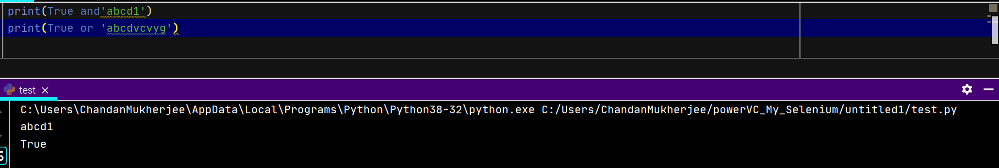 print(True and'abcd1')
print(True or 'abcdvcvyg')
test
C:\Users\ChandanMukherjee\AppData\Local\Programs\Python\Python38-32\python.exe C:/Users/ChandanMukherjee/powerVC_My_Selenium/untitled1/test.py
abcd1
True